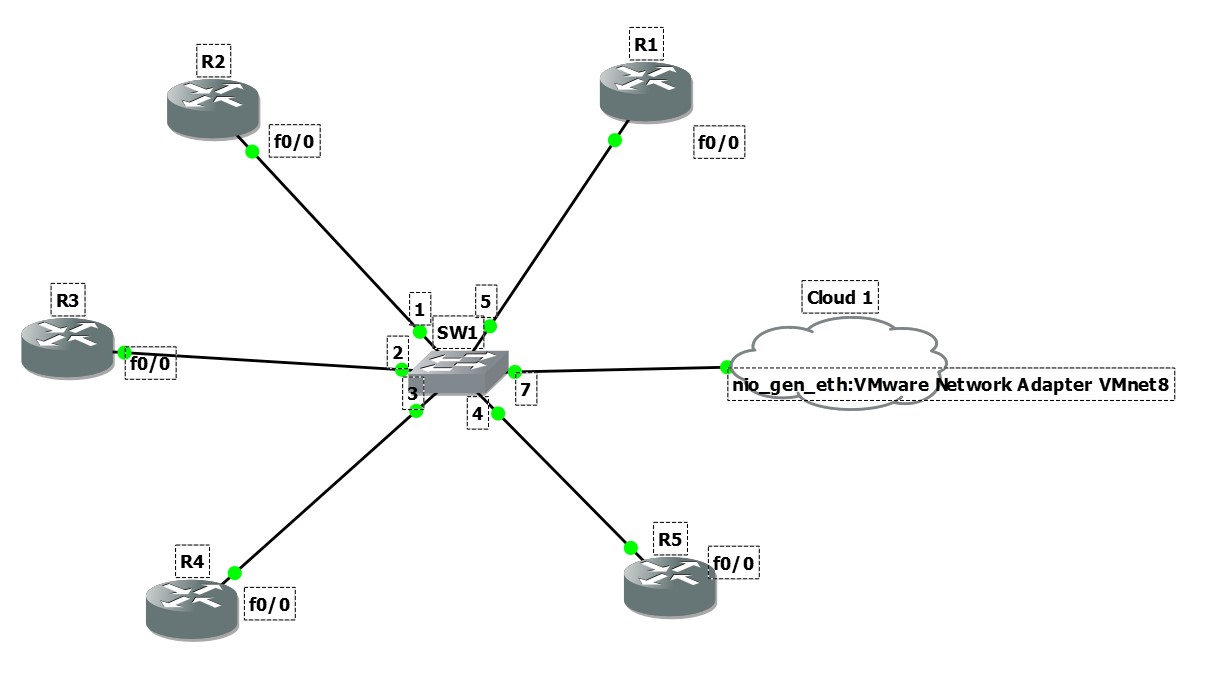 R1
R2
f0/0
f0/0
R3
Cloud 1
1
5
SW1
2
f0/0
nio_gen_eth:VMware Network Adapter VMnet8
3
7
4
R5
R4
f0/0
f0/0